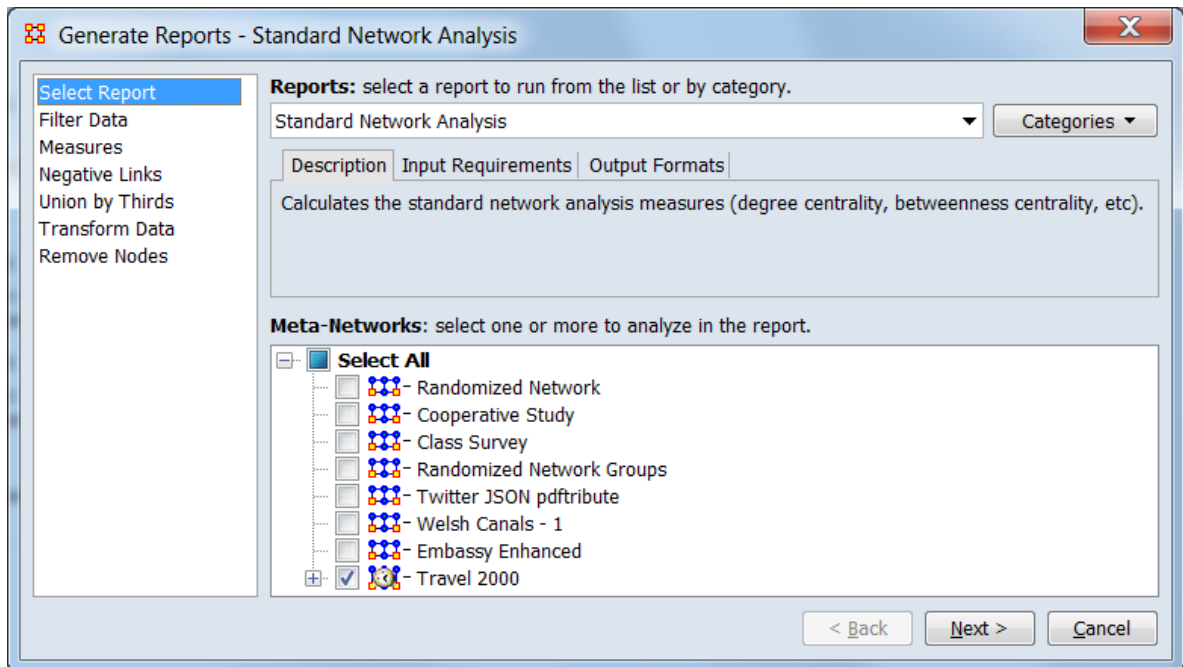 Generate Reports - Standard Network Analysis
Select Report
Filter Data
Measures
Negative Links
Union by Thirds
Transform Data
Remove Nodes
Reports: select a report to run from the list or by category.
Standard Network Analysis
Categories
Description Input Requirements Output Formats
Calculates the standard network analysis measures (degree centrality, betweenness centrality, etc).
Meta-Networks: select one or more to analyze in the report.
Select All
Randomized Network
Cooperative Study
Class Survey
Randomized Network Groups
Twitter JSON pdftribute
Welsh Canals - 1
Embassy Enhanced
Travel 2000
< Back Next > Cancel